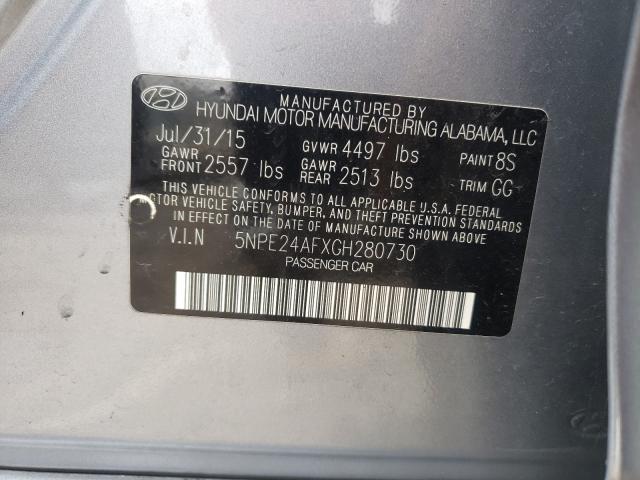 MANUFACTURED BY
HYUNDAI MOTOR MANUFACTURING ALABAMA, LLC
Jul/31/15 GVWR 4497 lbs PAINT 8S
GAWR FRONT 2557 lbs GAWR REAR 2513 lbs TRIM GG
THIS VEHICLE CONFORMS TO ALL APPLICABLE U.S.A. FEDERAL
MOTOR VEHICLE SAFETY, BUMPER, AND THEFT PREVENTION STANDARDS
IN EFFECT ON THE DATE OF MANUFACTURE SHOWN ABOVE.
V.I.N 5NPE24AFXGH280730
PASSENGER CAR